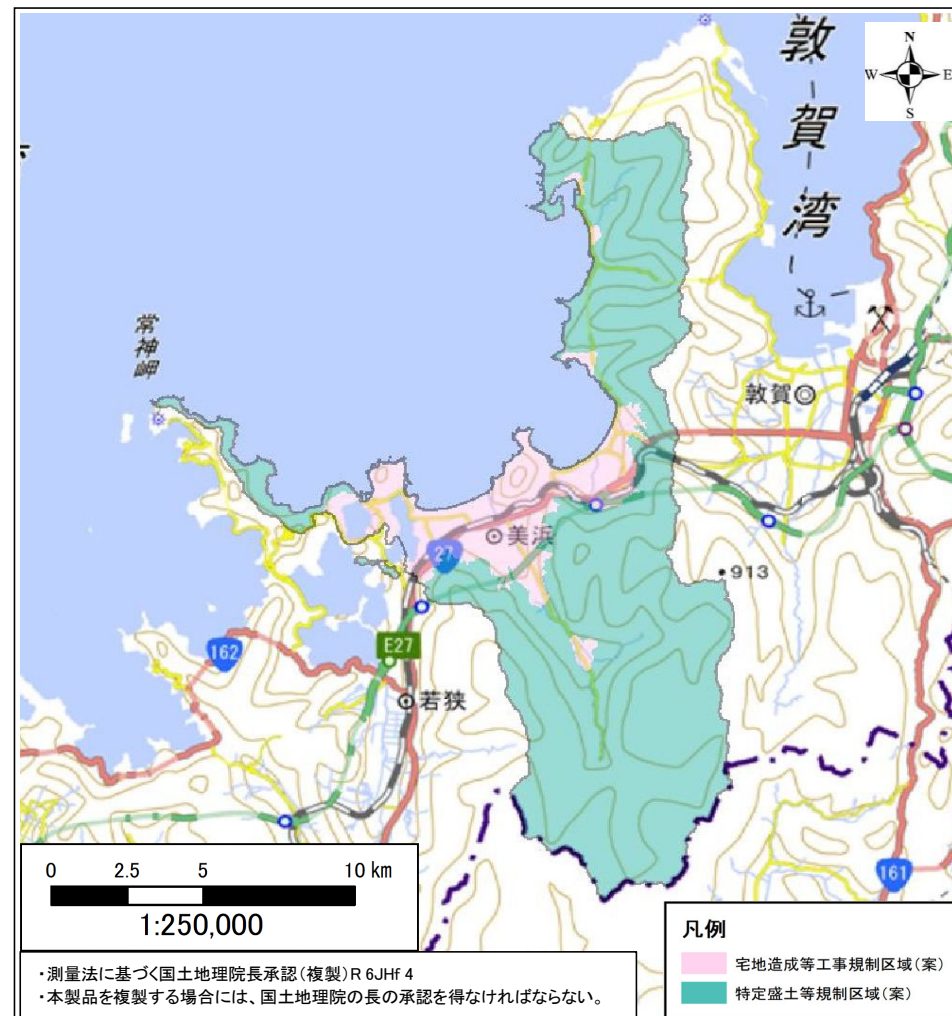 敦賀湾
N
W E
S
常神岬
敦賀
美浜
27
913
162
E27
若狭
161
0 2.5 5 10 km
1:250,000
凡例
宅地造成等工事規制区域(案)
特定盛土等規制区域(案)
・測量法に基づく国土地理院長承認(複製)R 6JHf 4
・本製品を複製する場合には、国土地理院の長の承認を得なければならない。